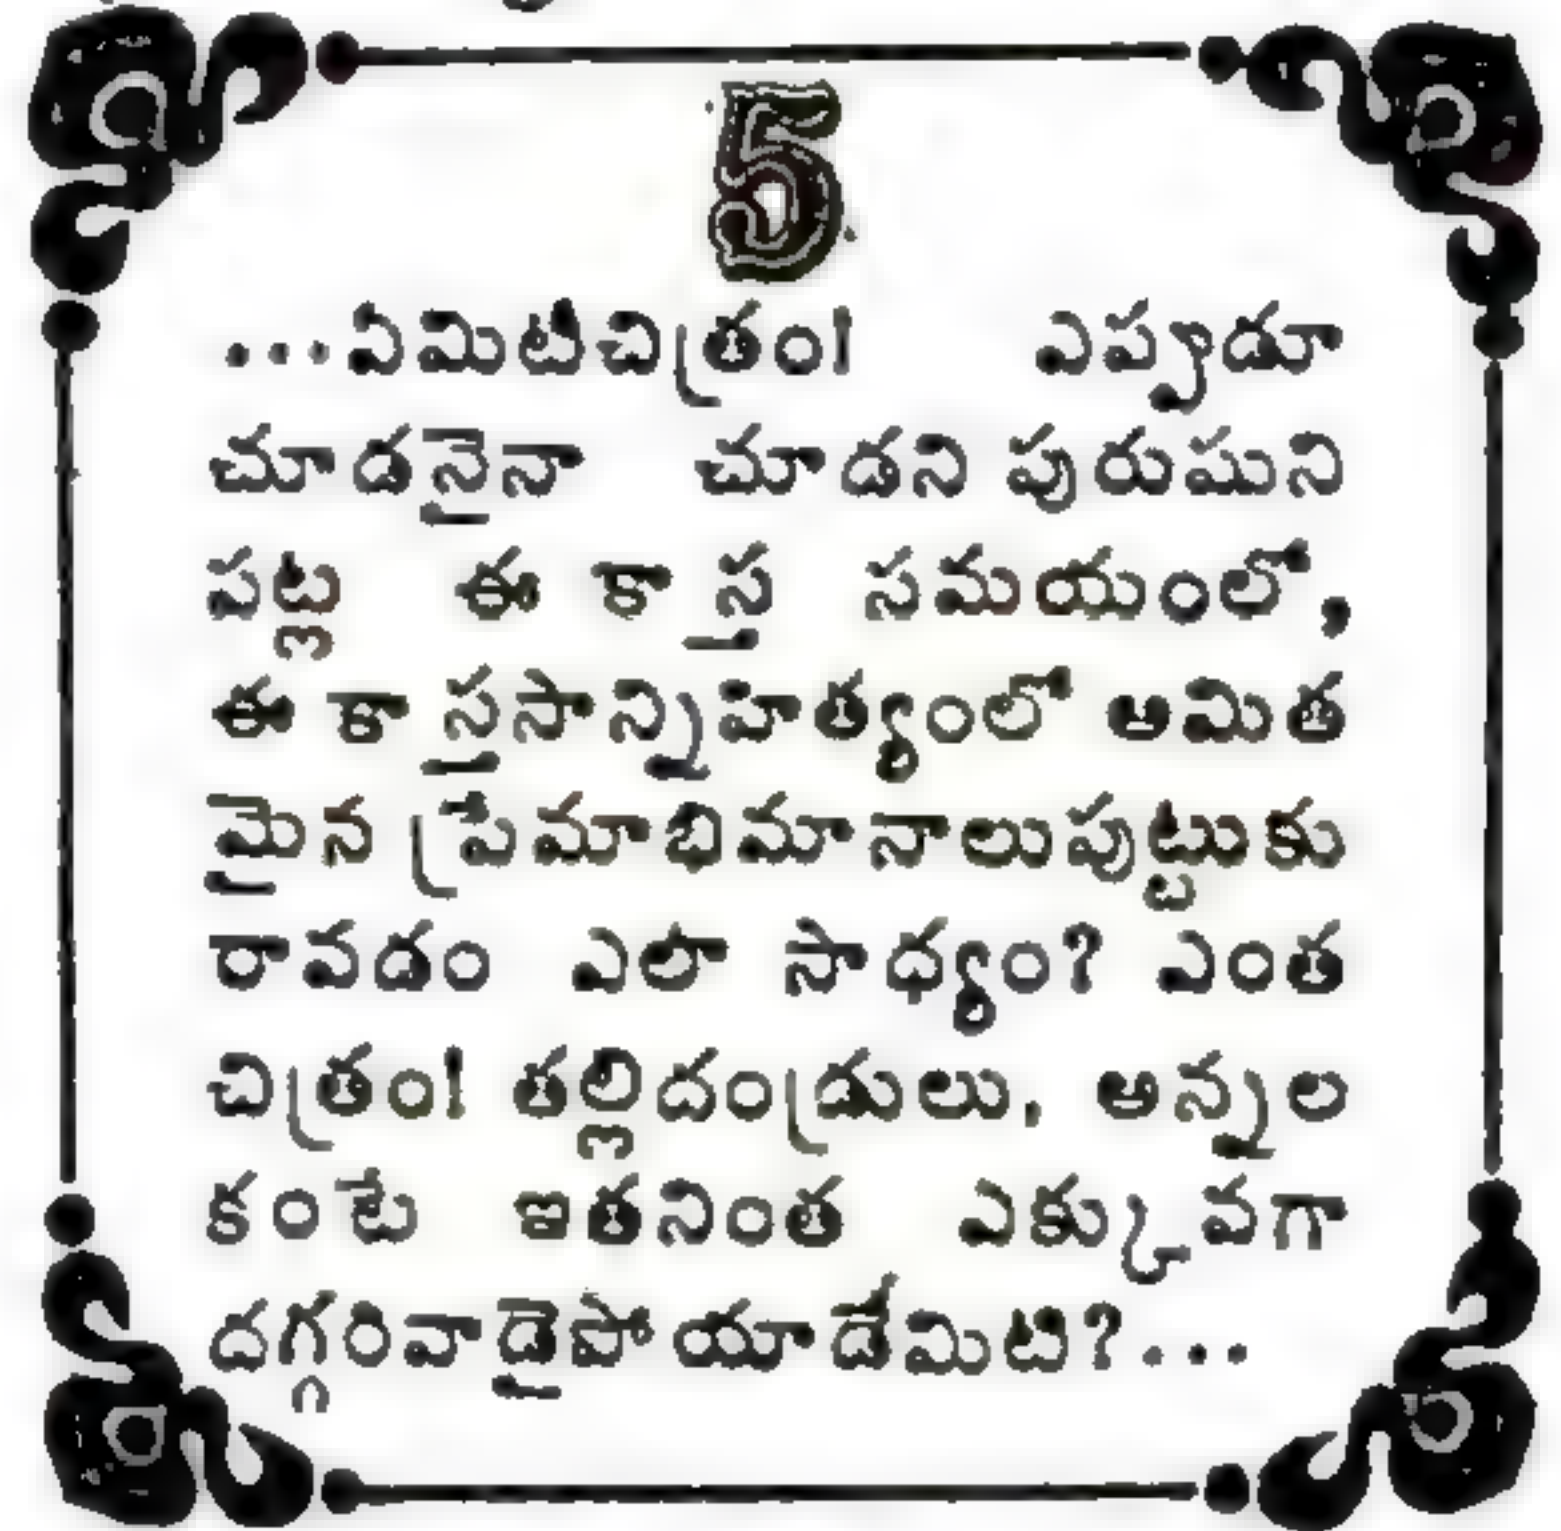 5
...ఏమిటీచిత్రం! ఎప్పుడూ
చూడనైనా చూడని పురుషుని
పట్ల ఈ కాస్త సమయంలో,
ఈ కాస్తసాన్నిహిత్యంలో అమిత
మైన ప్రేమాభిమానాలుపుట్టుకు
రావడం ఎలా సాధ్యం? ఎంత
చిత్రం! తల్లిదండ్రులు, అన్నల
కంటే ఇతనింత ఎక్కువగా
దగ్గరివాడైపోయాడేమిటి?...